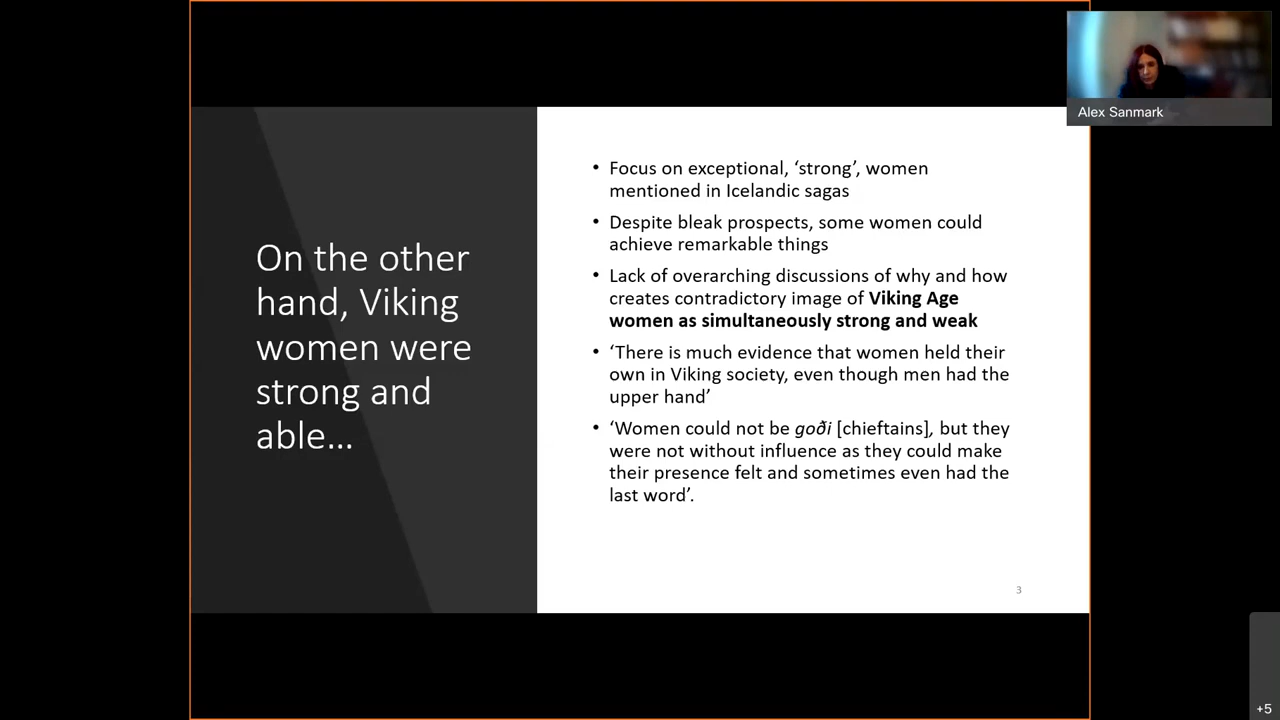 Alex Sanmark
On the other
hand, Viking
women were
strong and
able…
• Focus on exceptional, ‘strong’, women
mentioned in Icelandic sagas
• Despite bleak prospects, some women could
achieve remarkable things
• Lack of overarching discussions of why and how
creates contradictory image of Viking Age
women as simultaneously strong and weak
• ‘There is much evidence that women held their
own in Viking society, even though men had the
upper hand’
• ‘Women could not be goði [chieftains], but they
were not without influence as they could make
their presence felt and sometimes even had the
last word’.
3
+5